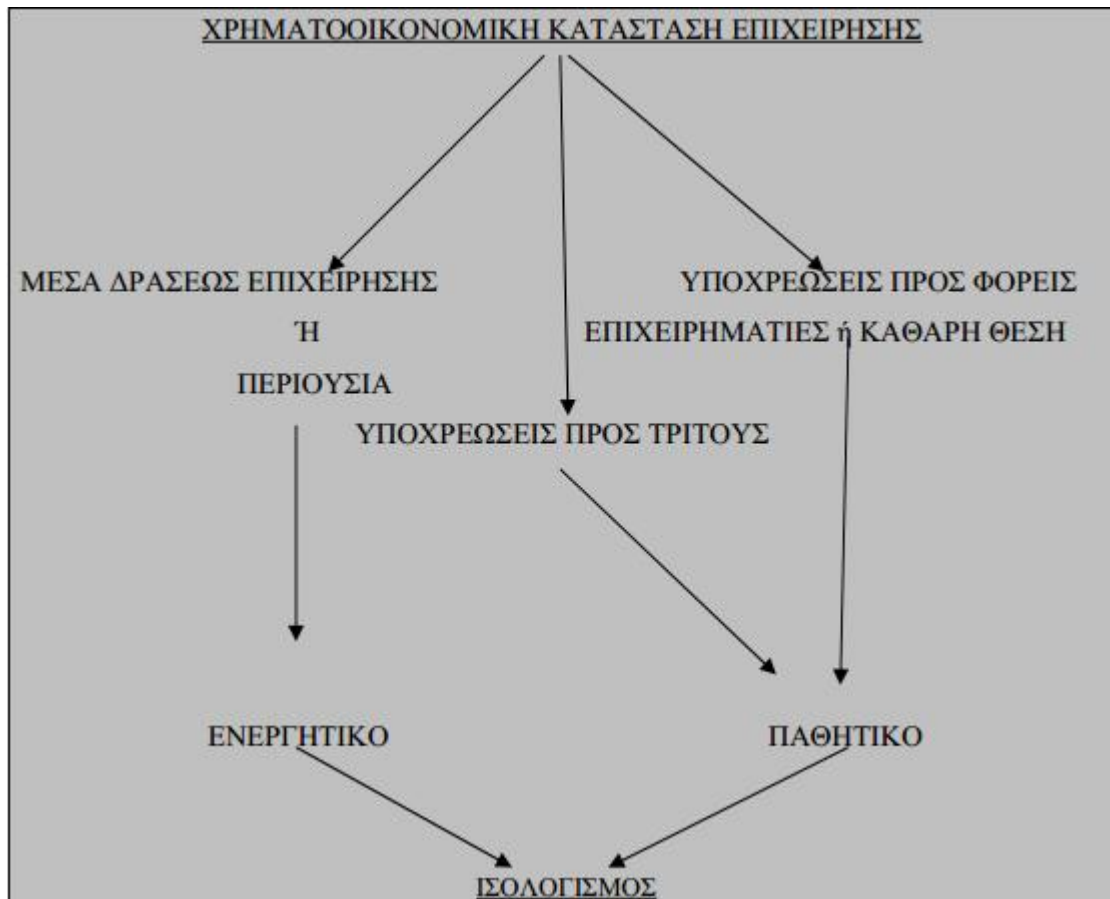 ΧΡΗΜΑΤΟΟΙΚΟΝΟΜΙΚΗ ΚΑΤΑΣΤΑΣΗ ΕΠΙΧΕΙΡΗΣΗΣ
ΜΕΣΑ ΔΡΑΣΕΩΣ ΕΠΙΧΕΙΡΗΣΗΣ
Ή
ΠΕΡΙΟΥΣΙΑ
ΥΠΟΧΡΕΩΣΕΙΣ ΠΡΟΣ ΦΟΡΕΙΣ
ΕΠΙΧΕΙΡΗΜΑΤΙΕΣ ή ΚΑΘΑΡΗ ΘΕΣΗ
ΥΠΟΧΡΕΩΣΕΙΣ ΠΡΟΣ ΤΡΙΤΟΥΣ
ΕΝΕΡΓΗΤΙΚΟ
ΠΑΘΗΤΙΚΟ
ΙΣΟΛΟΓΙΣΜΟΣ